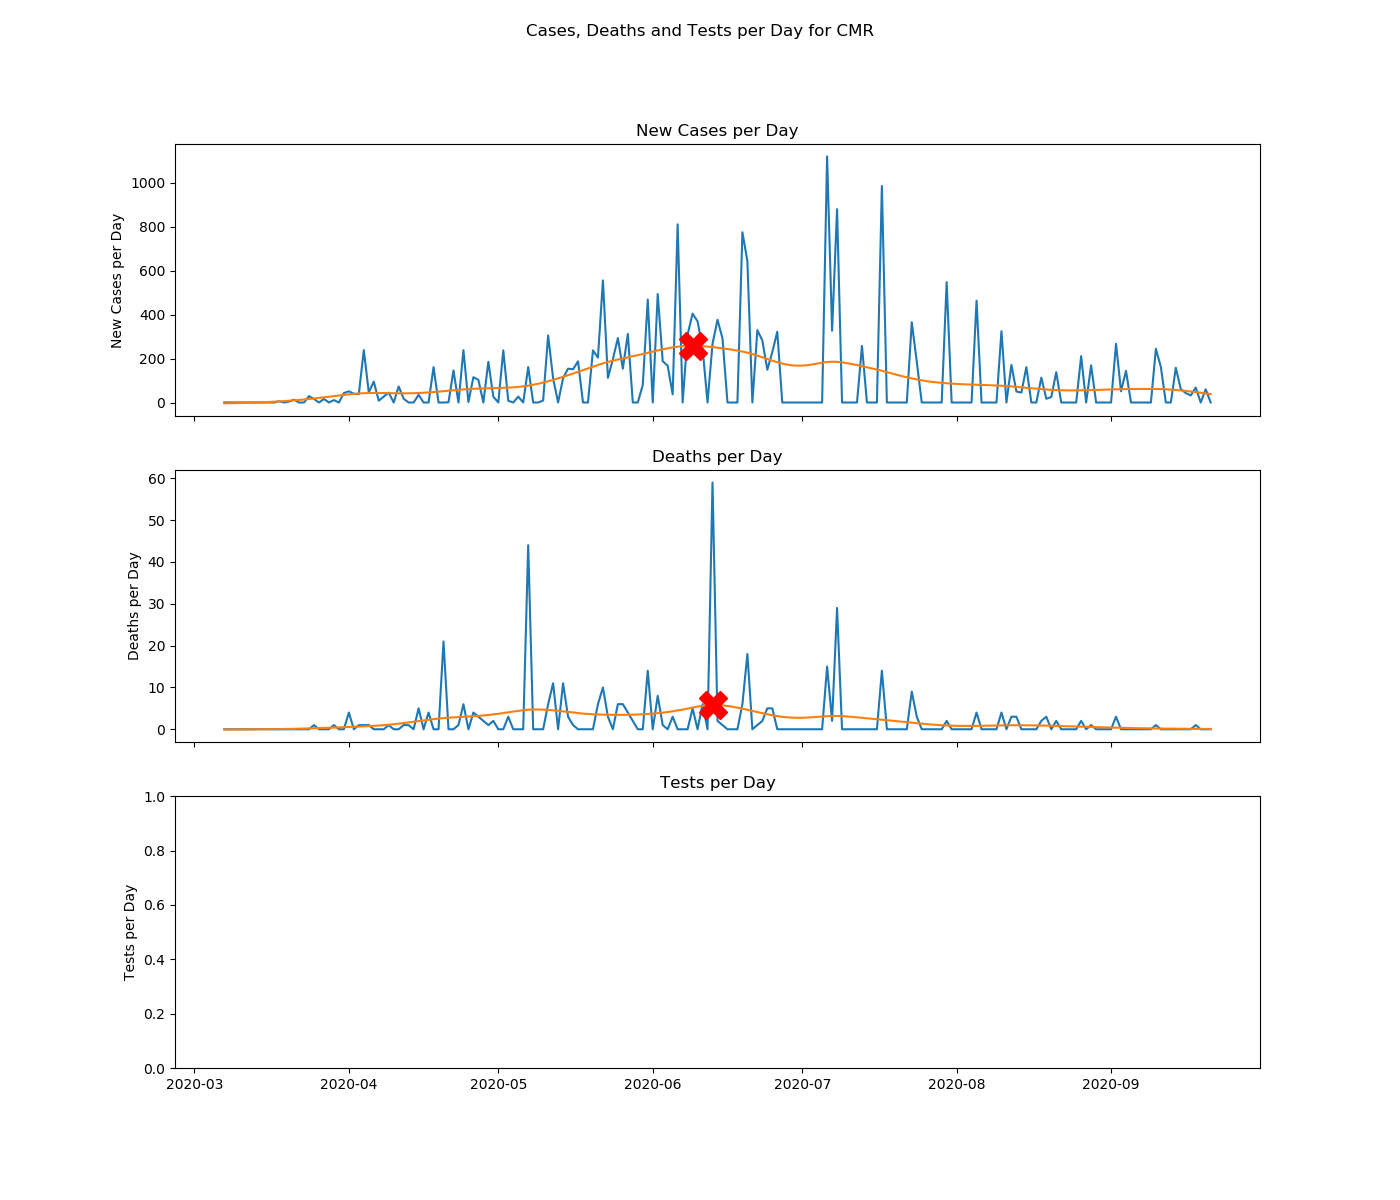 Cases, Deaths and Tests per Day for CMR
New Cases per Day
New Cases per Day
1000
800
600
400
200
0
Deaths per Day
Deaths per Day
60
50
40
30
20
10
0
Tests per Day
Tests per Day
1.0
0.8
0.6
0.4
0.2
0.0
2020-03 2020-04 2020-05 2020-06 2020-07 2020-08 2020-09